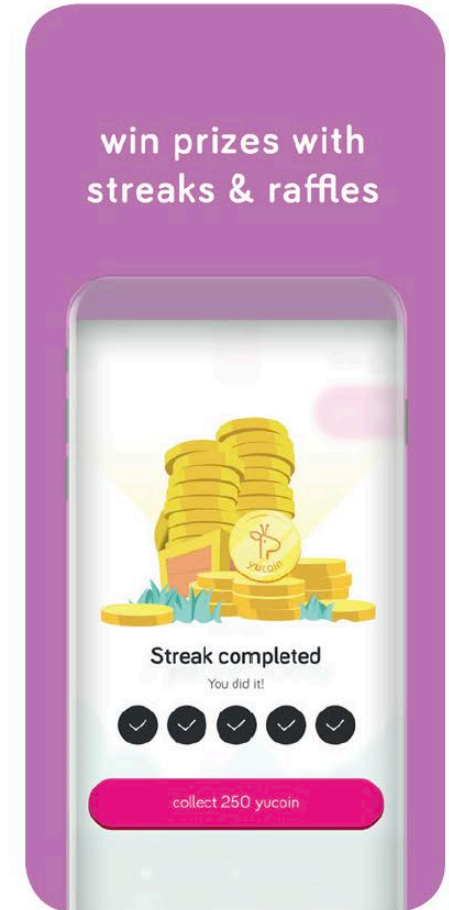 win prizes with
streaks & raffles
yucoin
Streak completed
You did it!
collect 250 yucoin